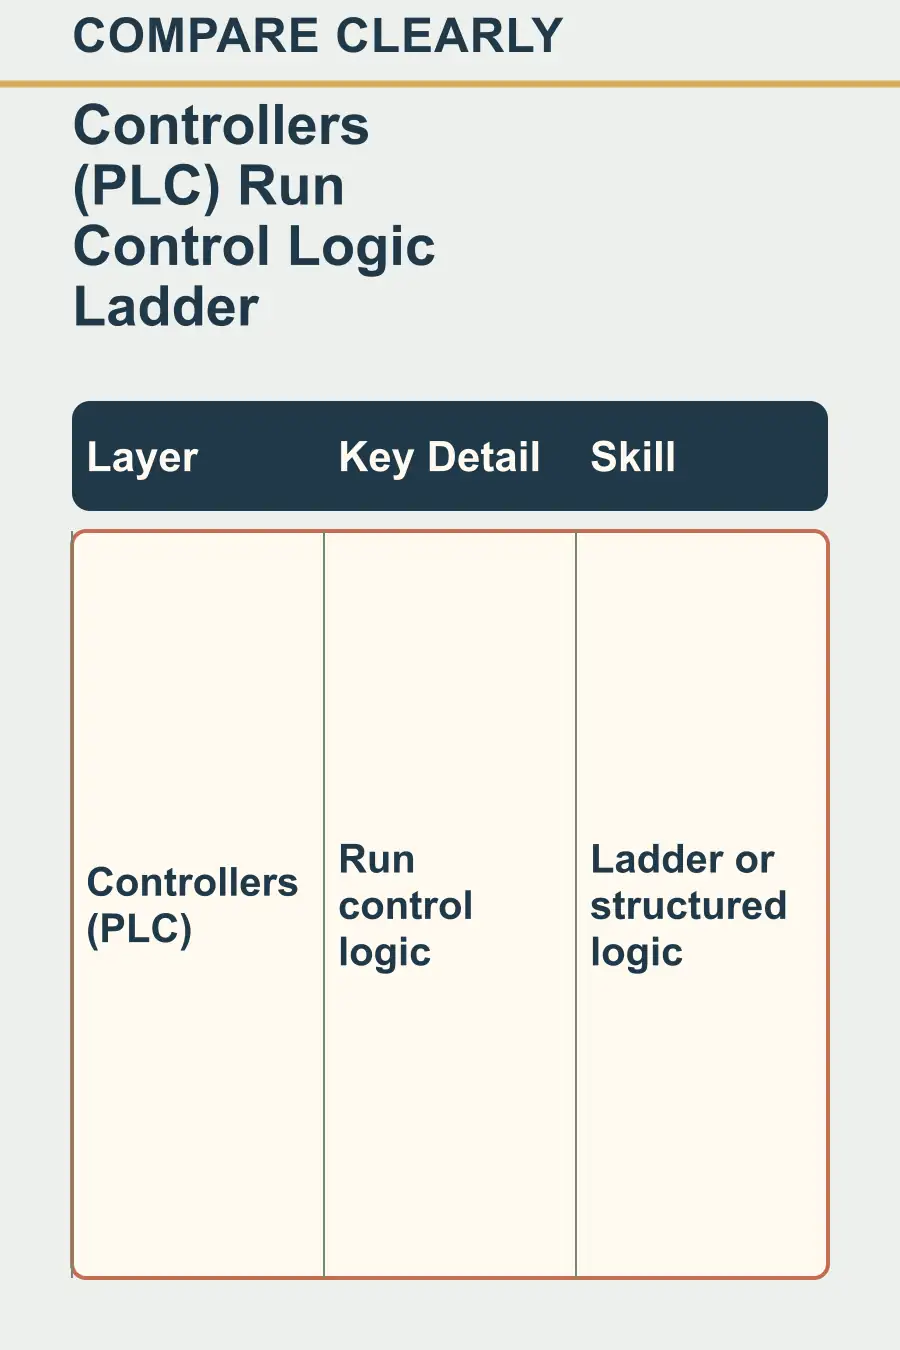 COMPARE CLEARLY
Controllers
(PLC) Run
Control Logic
Ladder
Layer
Key Detail
Skill
Controllers
(PLC)
Run
control
logic
Ladder or
structured
logic